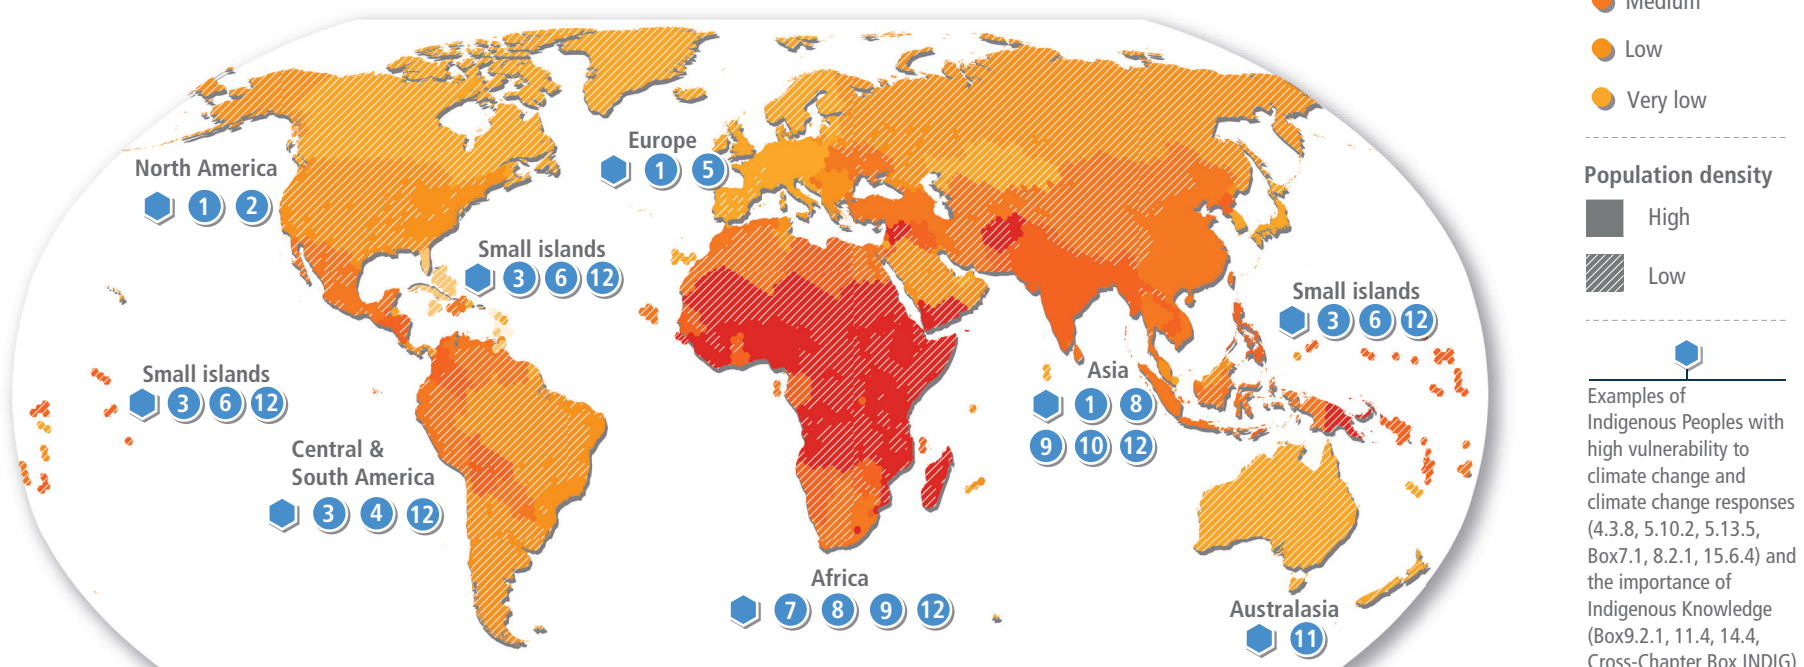 Medium
Low
Very low
Population density
High
Low
Examples of
Indigenous Peoples with
high vulnerability to
climate change and
climate change responses
(4.3.8, 5.10.2, 5.13.5,
Box7.1, 8.2.1, 15.6.4) and
the importance of
Indigenous Knowledge
(Box9.2.1, 11.4, 14.4,
Cross-Chapter Box INDIG)
North America
1 2
Europe
1 5
Small islands
3 6 12
Small islands
3 6 12
Small islands
3 6 12
Asia
1 8
9 10 12
Central &
South America
3 4 12
Africa
7 8 9 12
Australasia
11